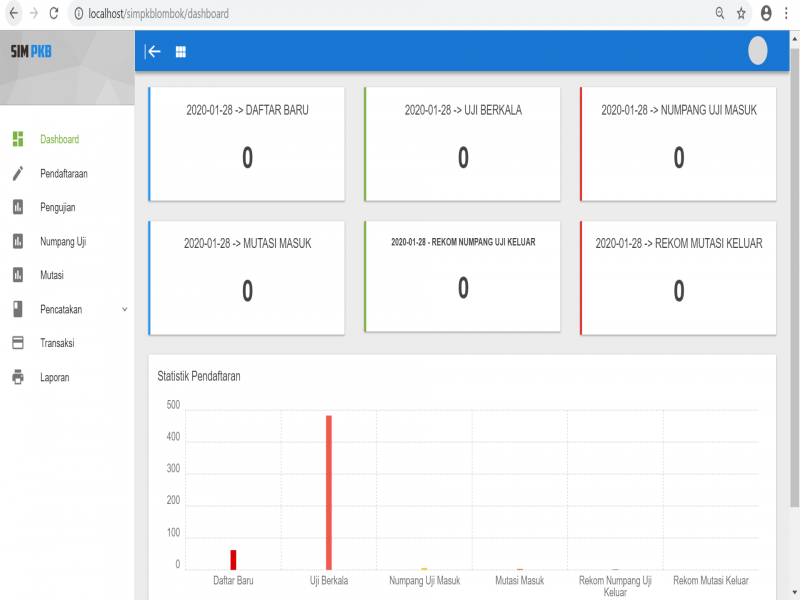 localhost/simpkblombok/dashboard
SIM PKB
Dashboard
Pendaftaraan
Pengujian
Numpang Uji
Mutasi
Pencatakan
Transaksi
Laporan
2020-01-28 -> DAFTAR BARU
0
2020-01-28 -> UJI BERKALA
0
2020-01-28 -> NUMPANG UJI MASUK
0
2020-01-28 -> MUTASI MASUK
0
2020-01-28 - REKOM NUMPANG UJI KELUAR
0
2020-01-28 -> REKOM MUTASI KELUAR
0
Statistik Pendaftaran
500
400
300
200
100
0
Daftar Baru
Uji Berkala
Numpang Uji Masuk
Mutasi Masuk
Rekom Numpang Uji
Keluar
Rekom Mutasi Keluar